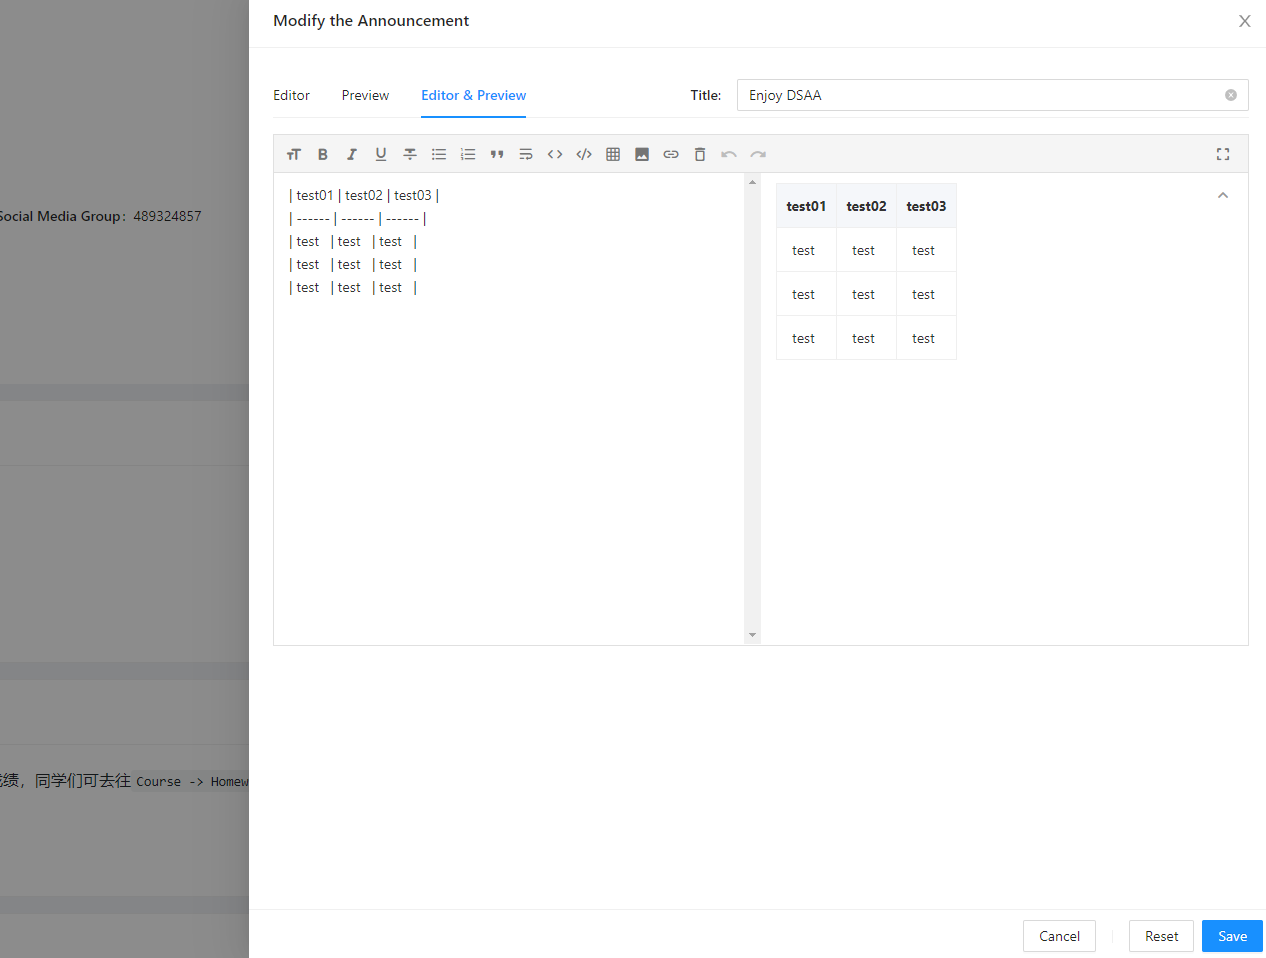 Modify the Announcement
Editor Preview Editor & Preview Title: Enjoy DSAA
| test01 | test02 | test03 |
| ------ | ------ | ------ |
| test | test | test |
| test | test | test |
| test | test | test |
test01 test02 test03
test test test
test test test
test test test
Social Media Group：489324857
绩，同学们可去往 Course -> Homew
Cancel Reset Save